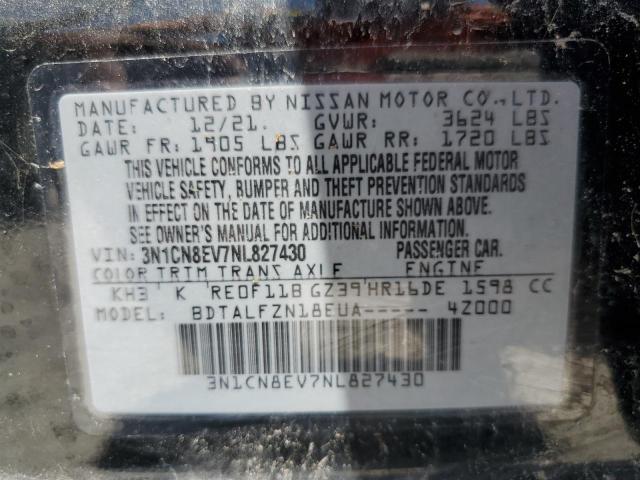 MANUFACTURED BY NISSAN MOTOR CO.,LTD.
DATE: 12/21. GVWR: 3624 LBS
GAWR FR: 1905 LBS GAWR RR: 1720 LBS
THIS VEHICLE CONFORMS TO ALL APPLICABLE FEDERAL MOTOR
VEHICLE SAFETY, BUMPER AND THEFT PREVENTION STANDARDS
IN EFFECT ON THE DATE OF MANUFACTURE SHOWN ABOVE.
SEE OWNER'S MANUAL FOR ADDITIONAL INFORMATION.
VIN: 3N1CN8EV7NL827430 PASSENGER CAR.
COLOR TRIM TRANS AXLE ENGINE
KH3 K RE0F11B GZ39 HR16DE 1598 CC
MODEL: BDTALFZN18EUA----- 4Z000
3N1CN8EV7NL827430